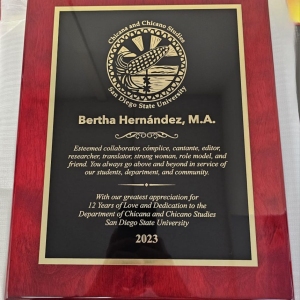 Chicana and Chicano Studies
San Diego State University
Bertha Hernández, M.A.
Esteemed collaborator, cómplice, cantante, editor,
researcher, translator, strong woman, role model, and
friend. You always go above and beyond in service of
our students, department, and community.
With our greatest appreciation for
12 Years of Love and Dedication to the
Department of Chicana and Chicano Studies
San Diego State University
2023